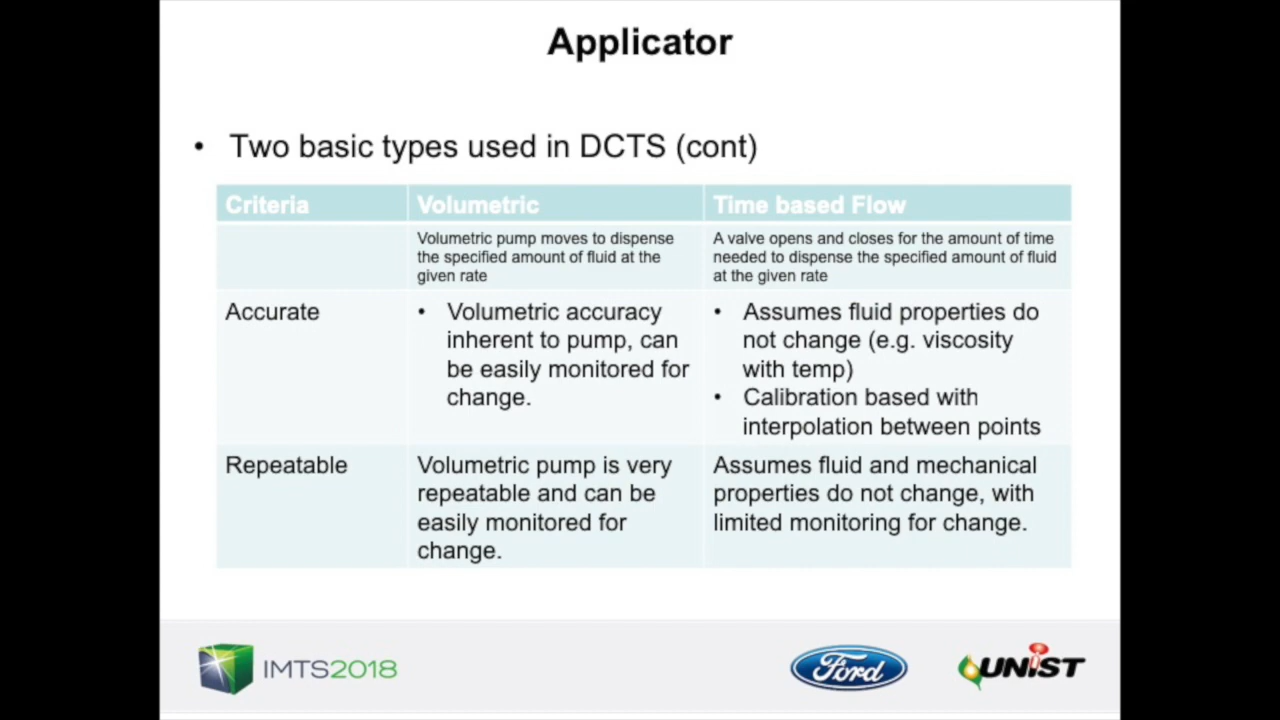 Applicator
• Two basic types used in DCTS (cont)
Criteria
Volumetric
Time based Flow
Volumetric pump moves to dispense
the specified amount of fluid at the
given rate
A valve opens and closes for the amount of time
needed to dispense the specified amount of fluid
at the given rate
Accurate
• Volumetric accuracy
inherent to pump, can
be easily monitored for
change.
• Assumes fluid properties do
not change (e.g. viscosity
with temp)
• Calibration based with
interpolation between points
Repeatable
Volumetric pump is very
repeatable and can be
easily monitored for
change.
Assumes fluid and mechanical
properties do not change, with
limited monitoring for change.
IMTS2018
Ford
UNIST